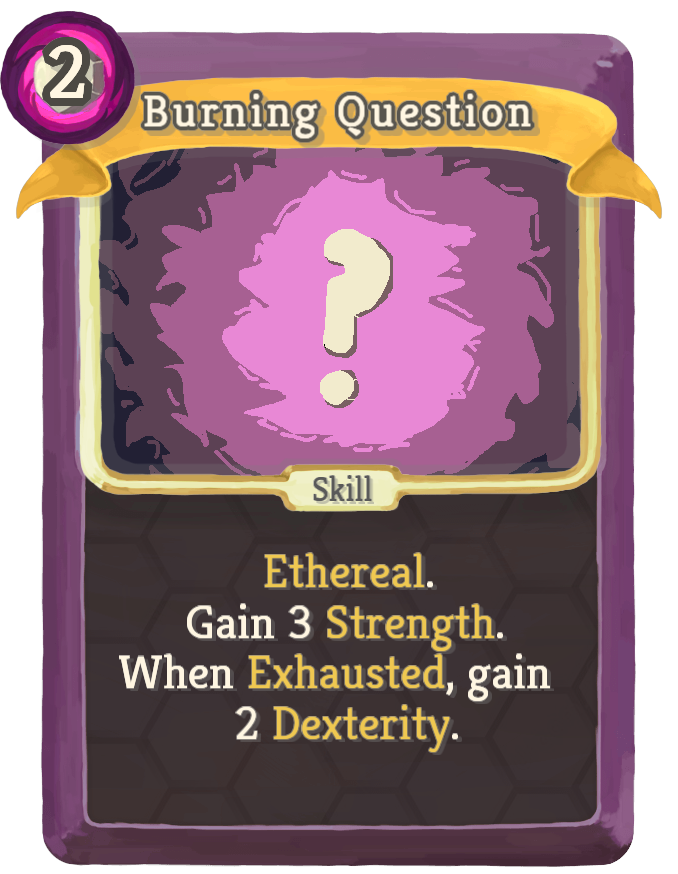 2
Burning Question
?
Skill
Ethereal.
Gain 3 Strength.
When Exhausted, gain
2 Dexterity.